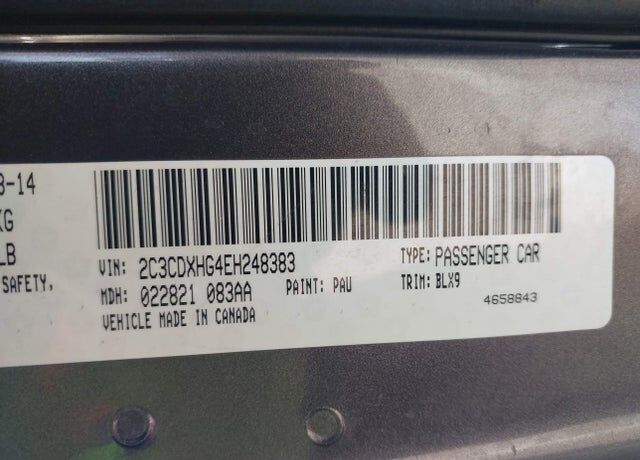 3-14
KG
LB
SAFETY,
VIN: 2C3CDXHG4EH248383 TYPE: PASSENGER CAR
MDH: 022821 083AA PAINT: PAU TRIM: BLX9
VEHICLE MADE IN CANADA 4658843